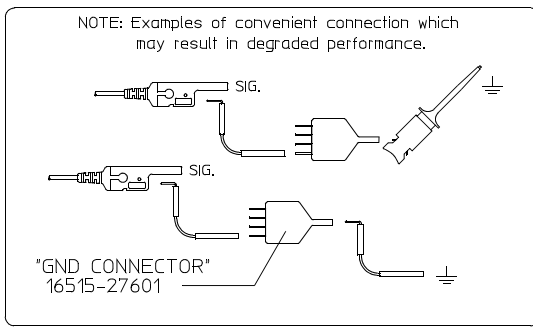 NOTE: Examples of convenient connection which
may result in degraded performance.
SIG.
SIG.
"GND CONNECTOR"
16515-27601